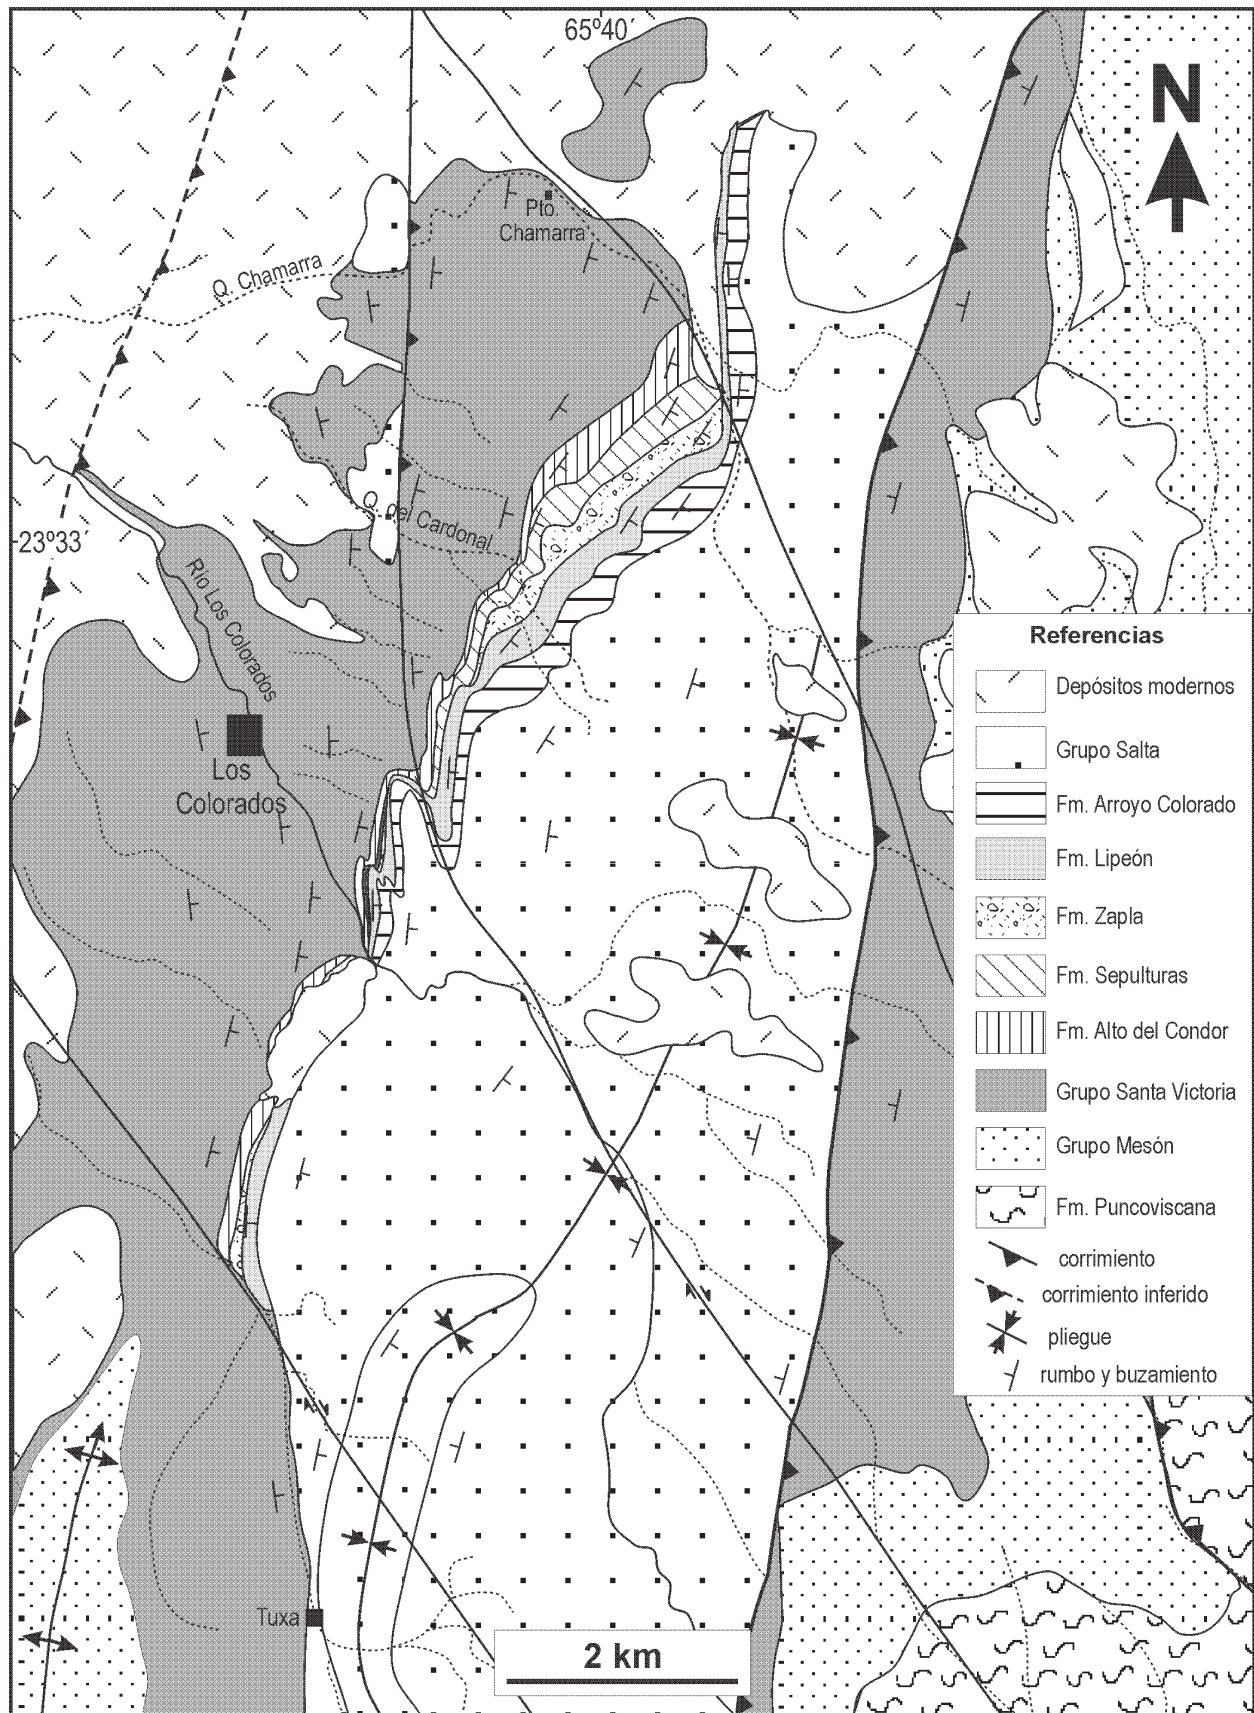 65º40´
N
Pto.
Chamarra
Q. Chamarra
Q. del Cardonal
23º33´
Río Los Colorados
Los
Colorados
Tuxa
2 km
Referencias
Depósitos modernos
Grupo Salta
Fm. Arroyo Colorado
Fm. Lipeón
Fm. Zapla
Fm. Sepulturas
Fm. Alto del Condor
Grupo Santa Victoria
Grupo Mesón
Fm. Puncoviscana
corrimiento
corrimiento inferido
pliegue
rumbo y buzamiento